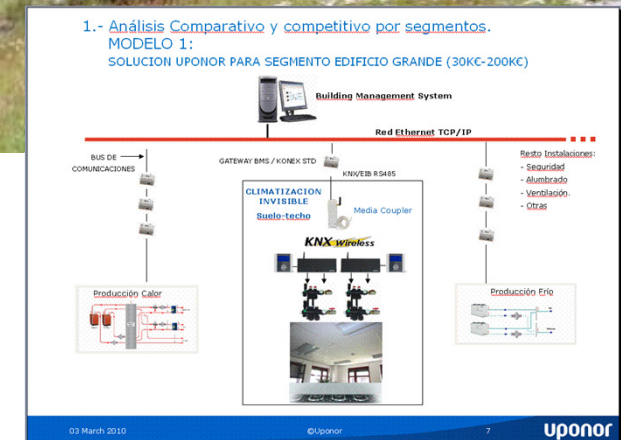 1.- Análisis Comparativo y competitivo por segmentos.
MODELO 1:
SOLUCION UPONOR PARA SEGMENTO EDIFICIO GRANDE (30K€-200K€)
Building Management System
Red Ethernet TCP/IP
BUS DE
COMUNICACIONES
GATEWAY BMS / KONEX STD
KNX/EIB RS485
Resto Instalaciones:
- Seguridad
- Alumbrado
- Ventilación.
- Otras
CLIMATIZACION
INVISIBLE
Suelo-techo
Media Coupler
KNX Wireless
Producción Calor
Producción Frío
03 March 2010
©Uponor
7
uponor